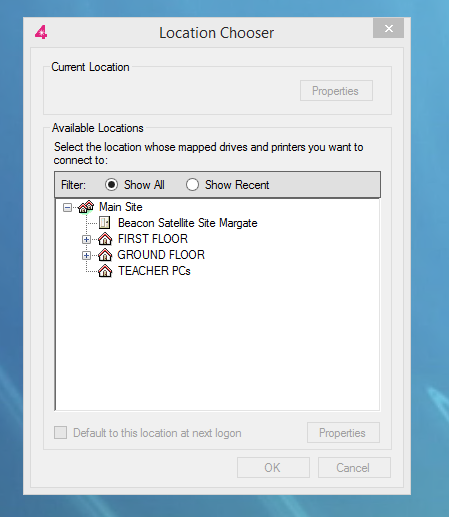 4
Location Chooser
Current Location
Properties
Available Locations
Select the location whose mapped drives and printers you want to
connect to:
Filter: Show All Show Recent
Main Site
Beacon Satellite Site Margate
FIRST FLOOR
GROUND FLOOR
TEACHER PCs
Default to this location at next logon
Properties
OK Cancel